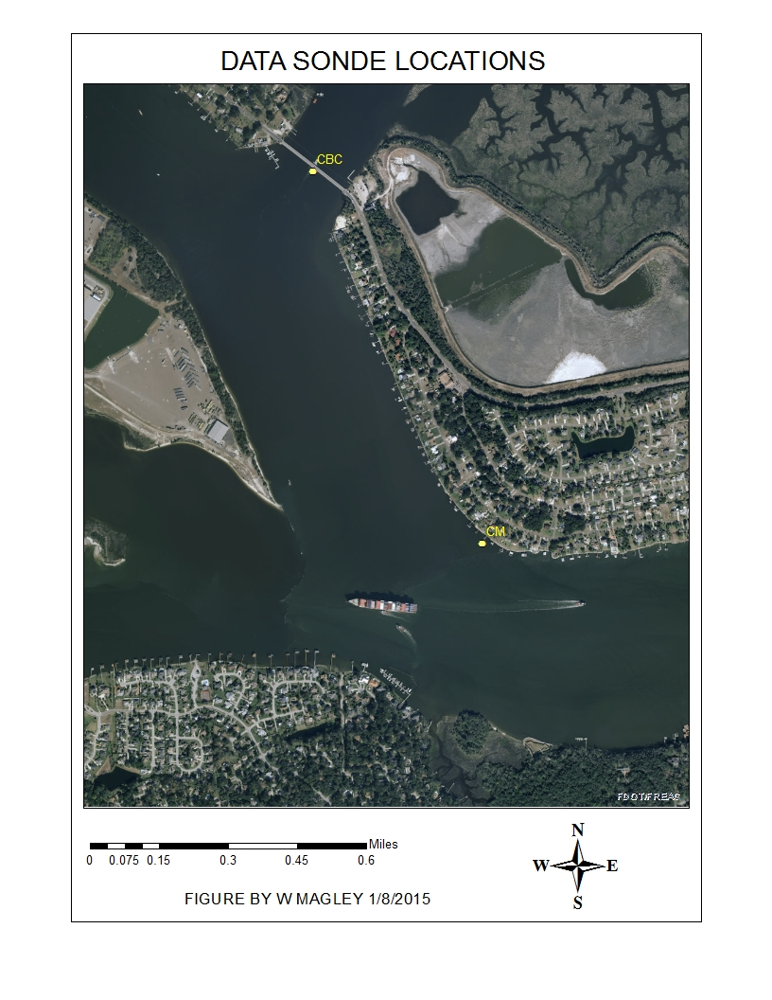 DATA SONDE LOCATIONS
CBC
CM
FDOT/FREAC
Miles
0 0.075 0.15 0.3 0.45 0.6
N
W E
S
FIGURE BY W MAGLEY 1/8/2015